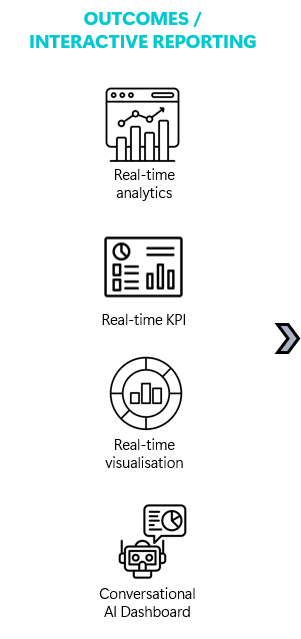 OUTCOMES /
INTERACTIVE REPORTING
Real-time
analytics
Real-time KPI
Real-time
visualisation
Conversational
AI Dashboard